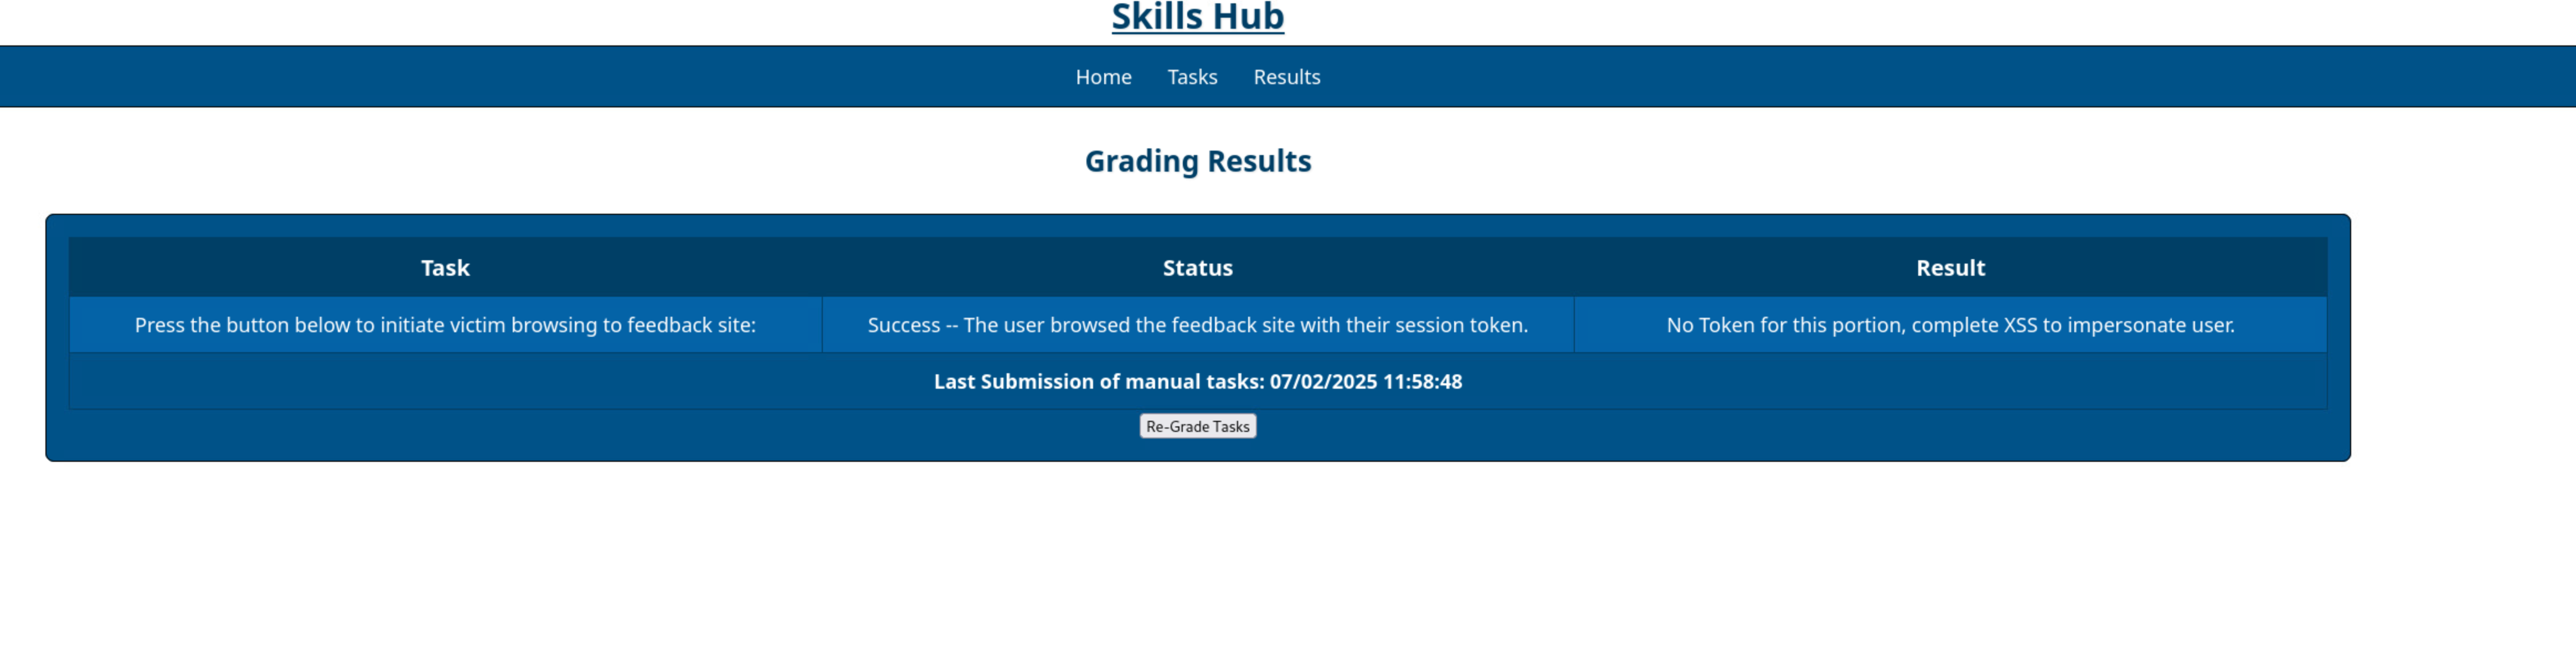 Skills Hub
Home Tasks Results
Grading Results
Task Status Result
Press the button below to initiate victim browsing to feedback site: Success -- The user browsed the feedback site with their session token. No Token for this portion, complete XSS to impersonate user.
Last Submission of manual tasks: 07/02/2025 11:58:48
Re-Grade Tasks